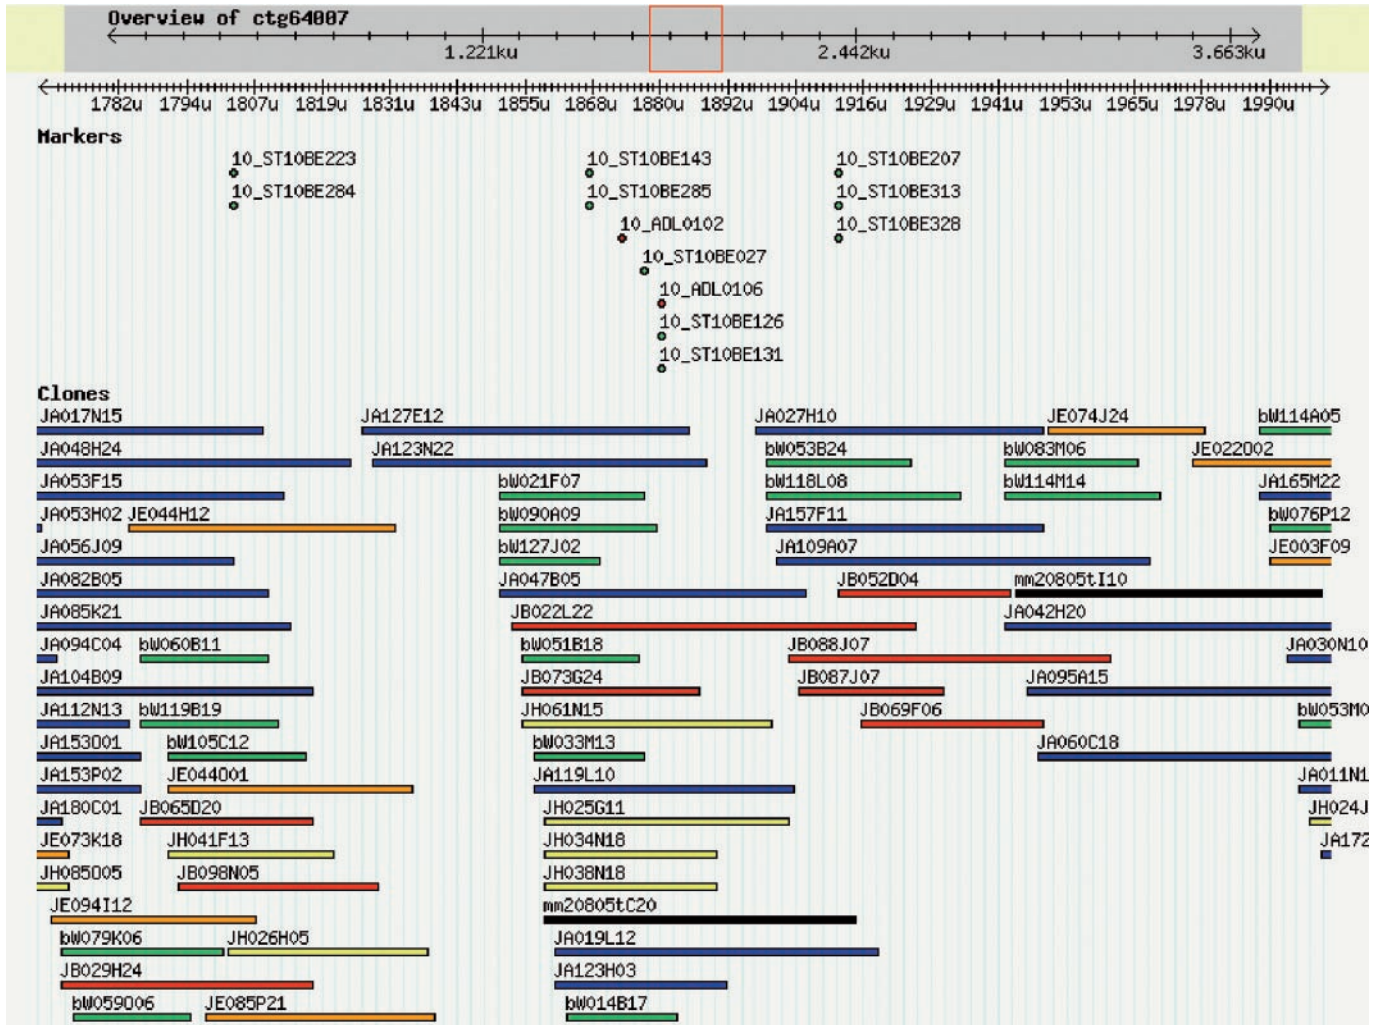 Overview of ctg64007
1.221ku 2.442ku 3.663ku
1782u 1794u 1807u 1819u 1831u 1843u 1855u 1868u 1880u 1892u 1904u 1916u 1929u 1941u 1953u 1965u 1978u 1990u
Markers
10_ST10BE223 10_ST10BE143 10_ST10BE207
10_ST10BE284 10_ST10BE285 10_ST10BE313
10_ADL0102 10_ST10BE328
10_ST10BE027
10_ADL0106
10_ST10BE126
10_ST10BE131
Clones
JA017N15 JA127E12 JA027H10 JE074J24 bW114A05
JA048H24 JA123N22 bW053B24 bW083M06 JE022O02
JA053F15 bW021F07 bW118L08 bW114M14 JA165M22
JA053H02 JE044H12 bW090A09 JA157F11 bW076P12
JA056J09 bW127J02 JA109A07 JE003F09
JA082B05 JA047B05 JB052D04 mm20805tI10
JA085K21 JB022L22 JA042H20
JA094C04 bW060B11 bW051B18 JB088J07 JA030N10
JA104B09 JB073G24 JB087J07 JA095A15
JA112N13 bW119B19 JH061N15 JB069F06 bW053M0
JA153O01 bW105C12 bW033M13 JA060C18
JA153P02 JE044O01 JA119L10 JA011N1
JA180C01 JB065D20 JH025G11 JH024J
JE073K18 JH041F13 JH034N18 JA172
JH085O05 JB098N05 JH038N18
JE094I12 mm20805tC20
bW079K06 JH026H05 JA019L12
JB029H24 JA123H03
bW059O06 JE085P21 bW014B17